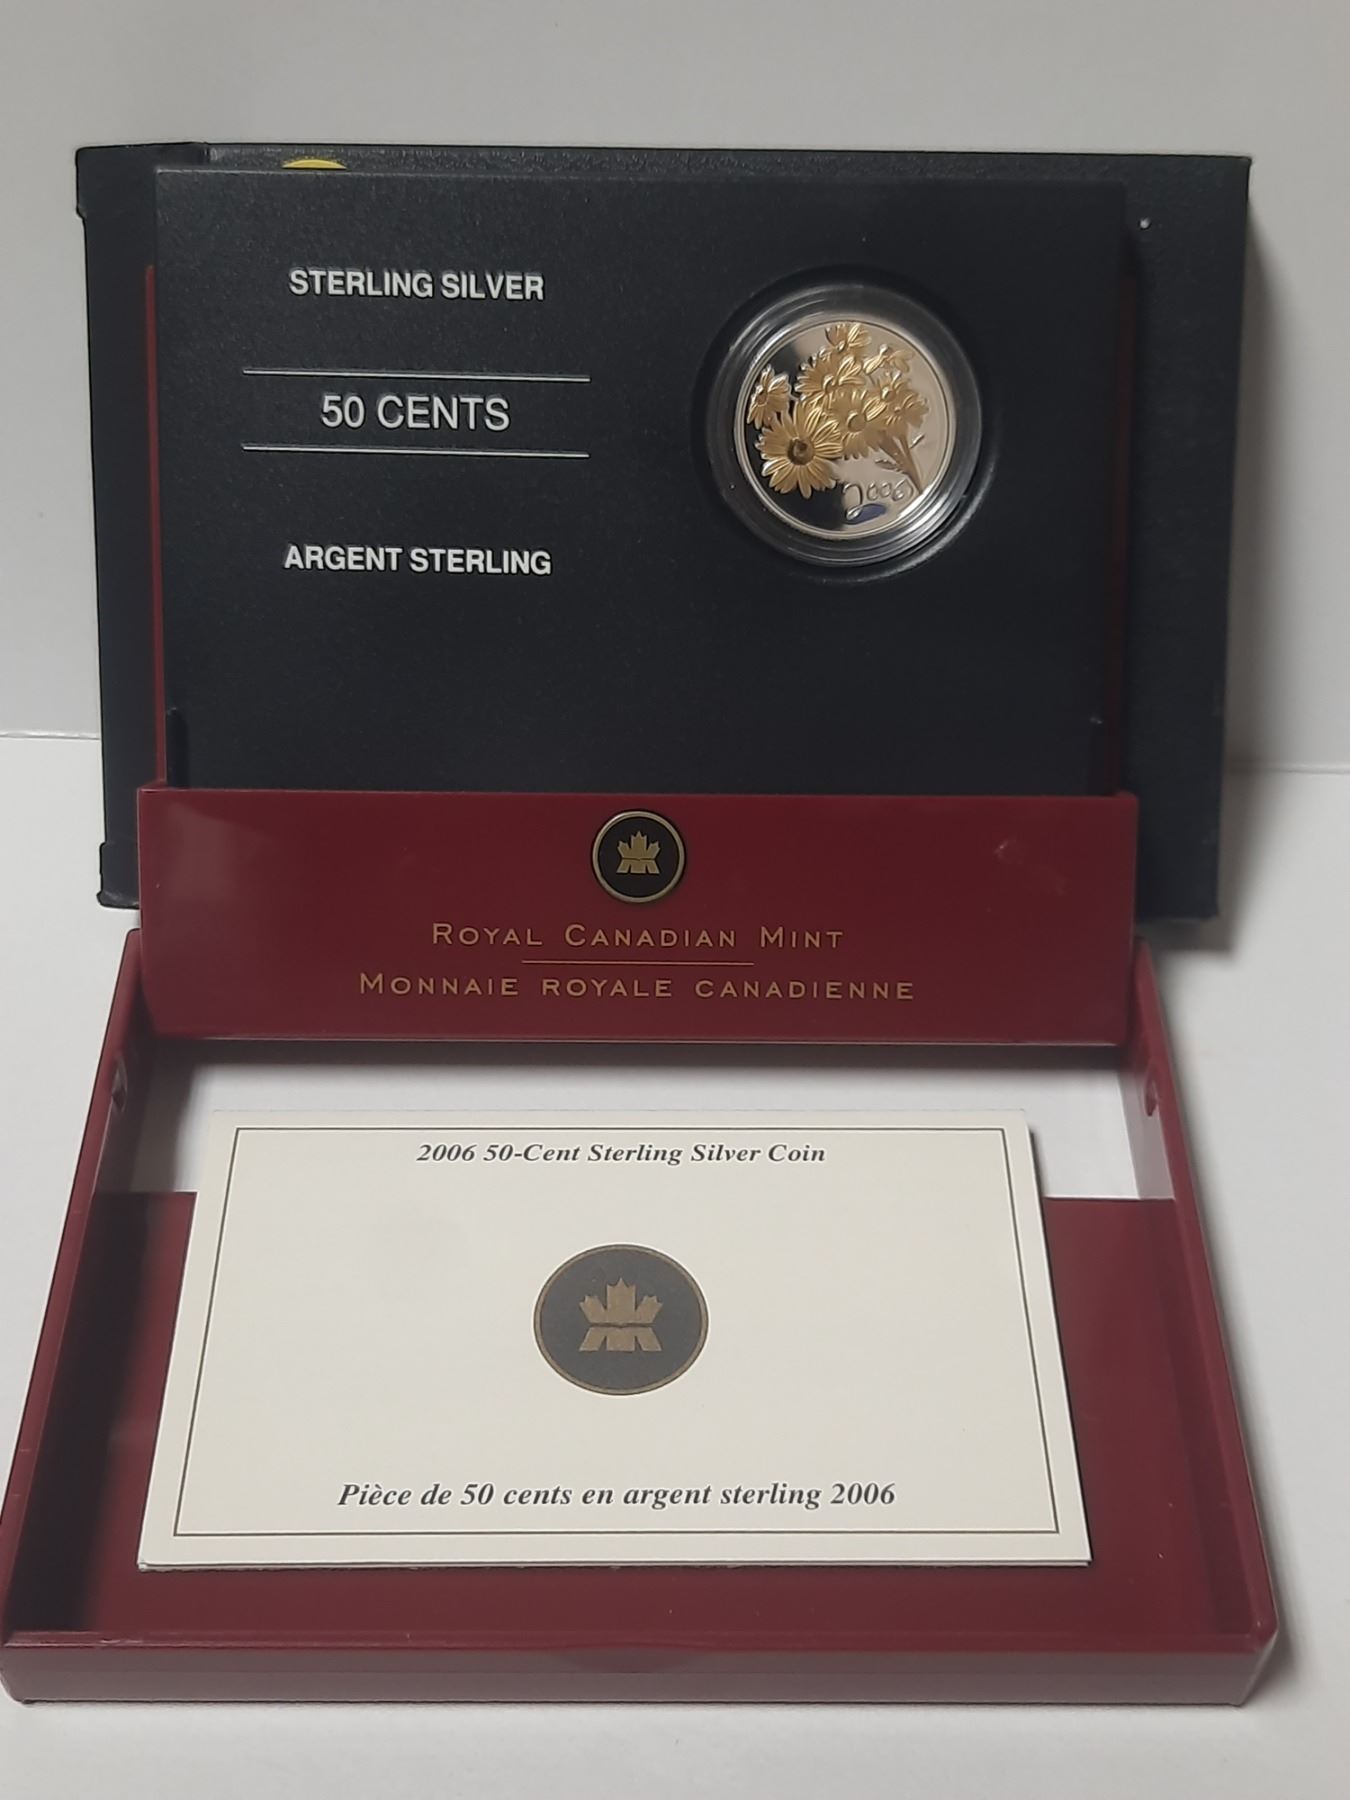 STERLING SILVER
50 CENTS
ARGENT STERLING
2006
ROYAL CANADIAN MINT
MONNAIE ROYALE CANADIENNE
2006 50-Cent Sterling Silver Coin
Pièce de 50 cents en argent sterling 2006